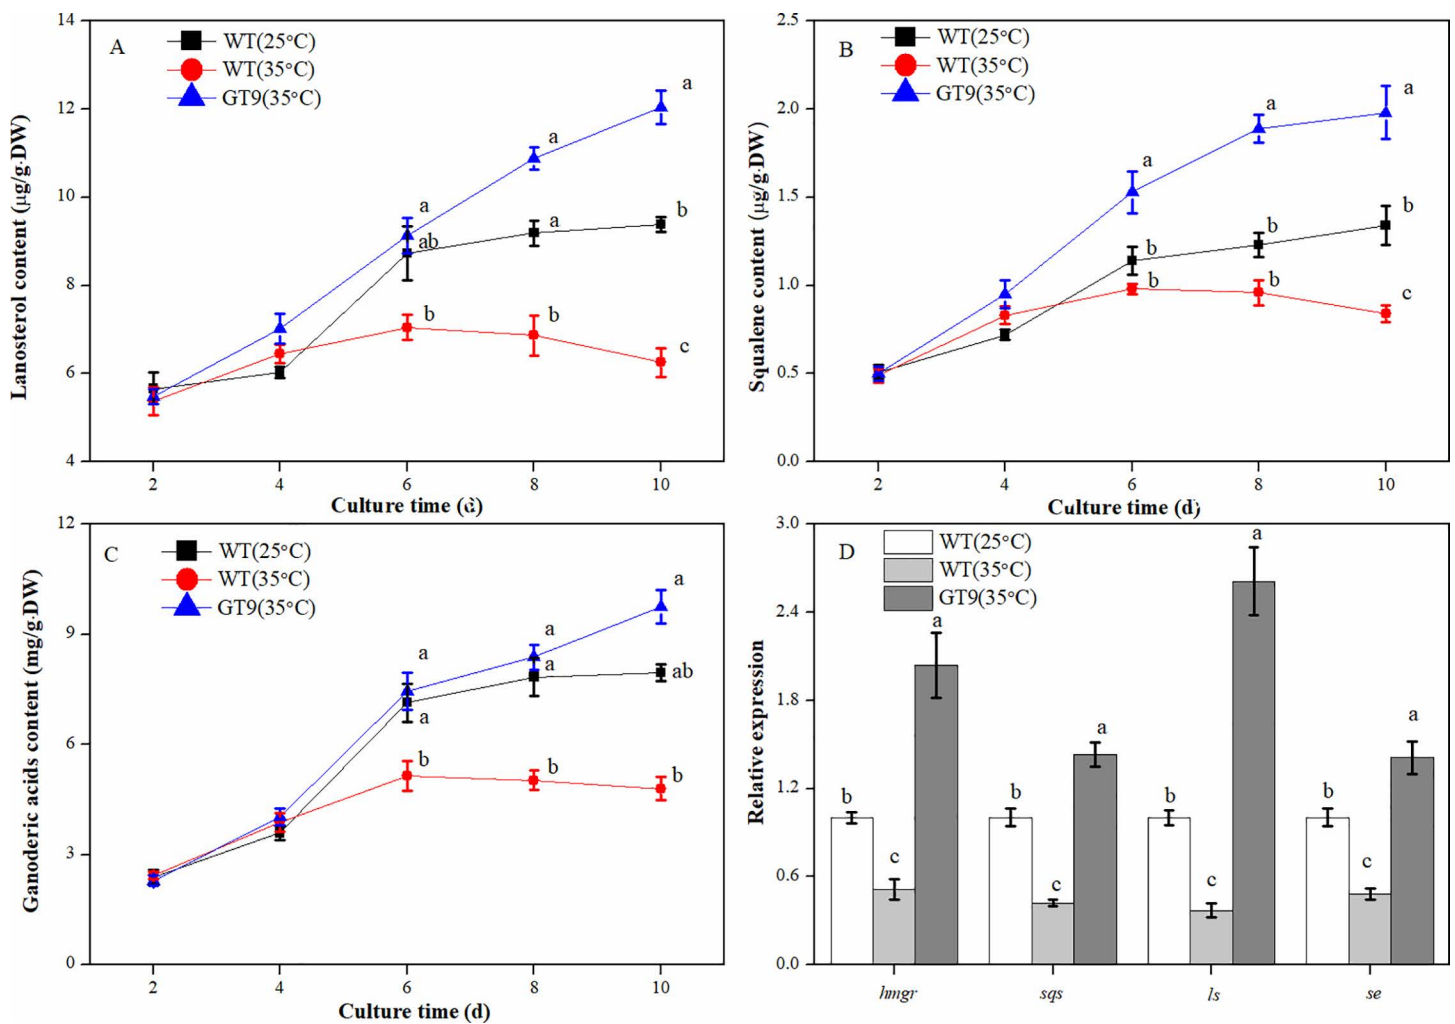 A
WT(25°C)
WT(35°C)
GT9(35°C)
Lanosterol content (μg/g·DW)
14
12
10
8
6
4
2 4 6 8 10
Culture time (d)
a
a
a
ab
a
b
b
b
c
B
WT(25°C)
WT(35°C)
GT9(35°C)
Squalene content (μg/g·DW)
2.5
2.0
1.5
1.0
0.5
0.0
2 4 6 8 10
Culture time (d)
a
a
a
b
b
b
b
b
c
C
WT(25°C)
WT(35°C)
GT9(35°C)
Ganoderic acids content (mg/g·DW)
12
9
6
3
0
2 4 6 8 10
Culture time (d)
a
a
a
a
a
ab
b
b
b
D
WT(25°C)
WT(35°C)
GT9(35°C)
Relative expression
3.0
2.4
1.8
1.2
0.6
0.0
b c a
b c a
b c a
b c a
hmgr sqs ls se